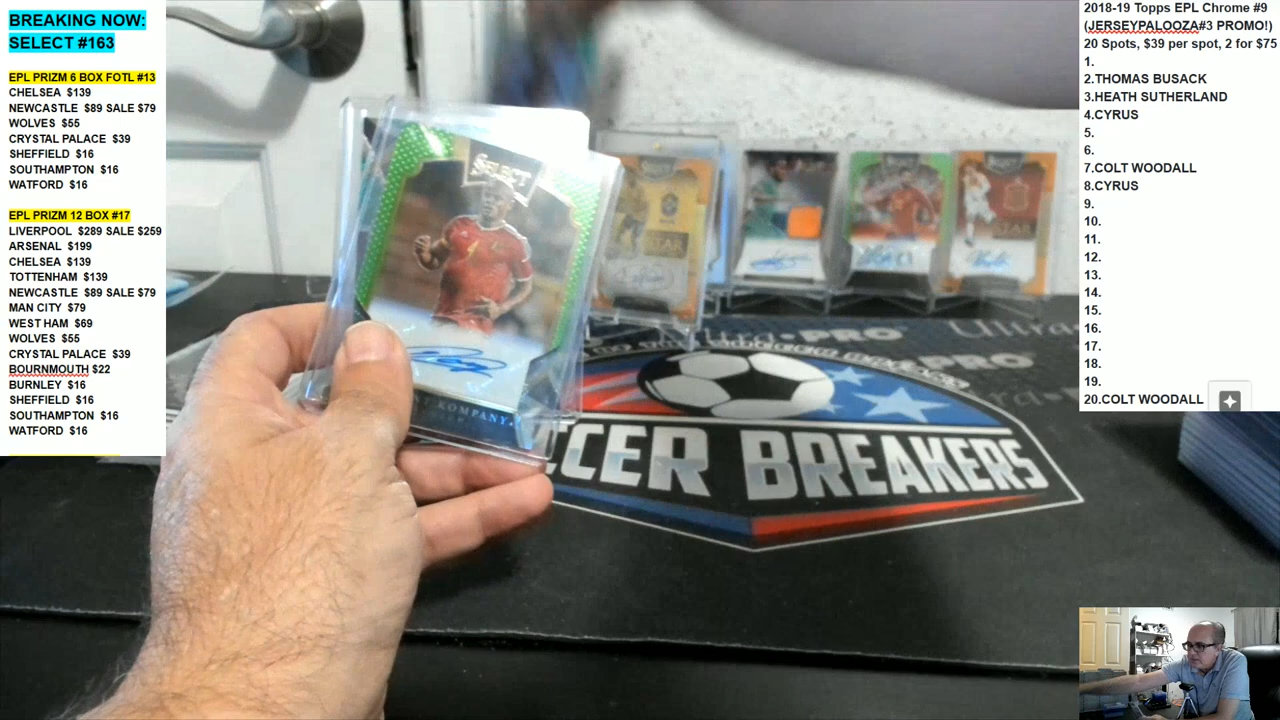 BREAKING NOW:
SELECT #163
EPL PRIZM 6 BOX FOTL #13
CHELSEA $139
NEWCASTLE $89 SALE $79
WOLVES $55
CRYSTAL PALACE $39
SHEFFIELD $16
SOUTHAMPTON $16
WATFORD $16
EPL PRIZM 12 BOX #17
LIVERPOOL $289 SALE $259
ARSENAL $199
CHELSEA $139
TOTTENHAM $139
NEWCASTLE $89 SALE $79
MAN CITY $79
WEST HAM $69
WOLVES $55
CRYSTAL PALACE $39
BOURNMOUTH $22
BURNLEY $16
SHEFFIELD $16
SOUTHAMPTON $16
WATFORD $16
SELECT
KOMPANY
STAR
PRO
Ultra
PRO
CCER BREAKERS
2018-19 Topps EPL Chrome #9
(JERSEYPALOOZA#3 PROMO!)
20 Spots, $39 per spot, 2 for $75
1.
2.THOMAS BUSACK
3.HEATH SUTHERLAND
4.CYRUS
5.
6.
7.COLT WOODALL
8.CYRUS
9.
10.
11.
12.
13.
14.
15.
16.
17.
18.
19.
20.COLT WOODALL